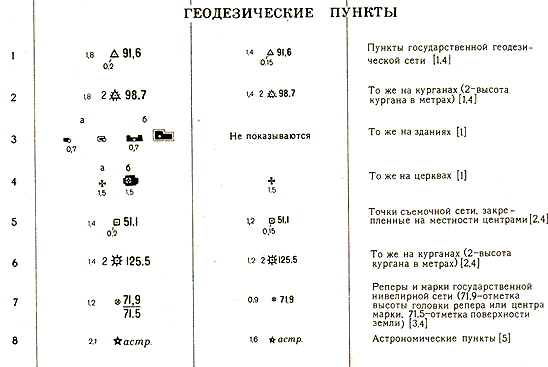 ГЕОДЕЗИЧЕСКИЕ ПУНКТЫ
1
1,8 91,6
0,2
1,4 91,6
0,15
Пункты государственной геодези-
ческой сети [1,4]
2
1,8 2 98.7
1,4 2 98,7
То же на курганах (2-высота
кургана в метрах) [1,4]
3
а б
0,7 0,7
Не показываются
То же на зданиях [1]
4
а б
1,5 1,5
1,5
То же на церквах [1]
5
1,4 51,1
0,2
1,2 51,1
0,15
Точки съемочной сети, закре-
пленные на местности центрами [2,4]
6
1.4 2 125.5
1,2 2 125.5
То же на курганах (2-высота
кургана в метрах) [2,4]
7
1,2 71,9
71.5
0,9 71,9
Реперы и марки государственной
нивелирной сети (71,9-отметка
высоты головки репера или центра
марки, 71.5-отметка поверхности
земли) [3,4]
8
2,1 астр.
1,6 астр.
Астрономические пункты [5]